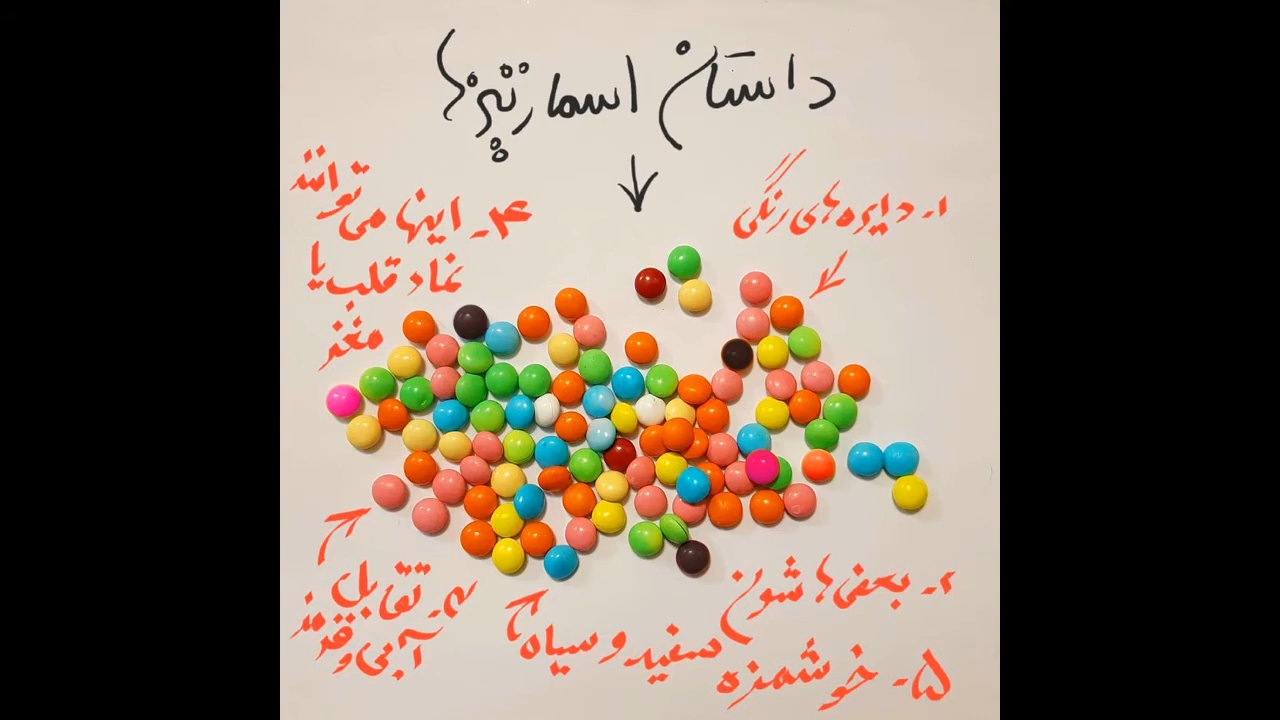 داستان اسمارتیزها
۱- دایره‌های رنگی
۲- بعضی‌هاشون
سفید و سیاه
۳- تقابل
آبی و قرمز
۴- اینها می‌توانند
نماد قلب یا
مغز
۵- خوشمزه